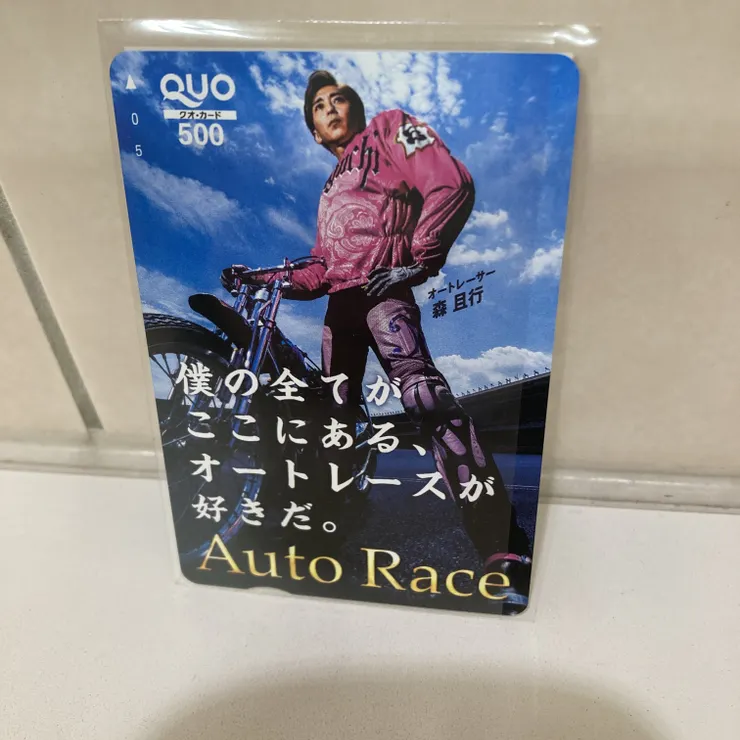 QUO
クオ・カード
500
0
5
オートレーサー
森 且行
僕の全てが
ここにある、
オートレースが
好きだ。
Auto Race